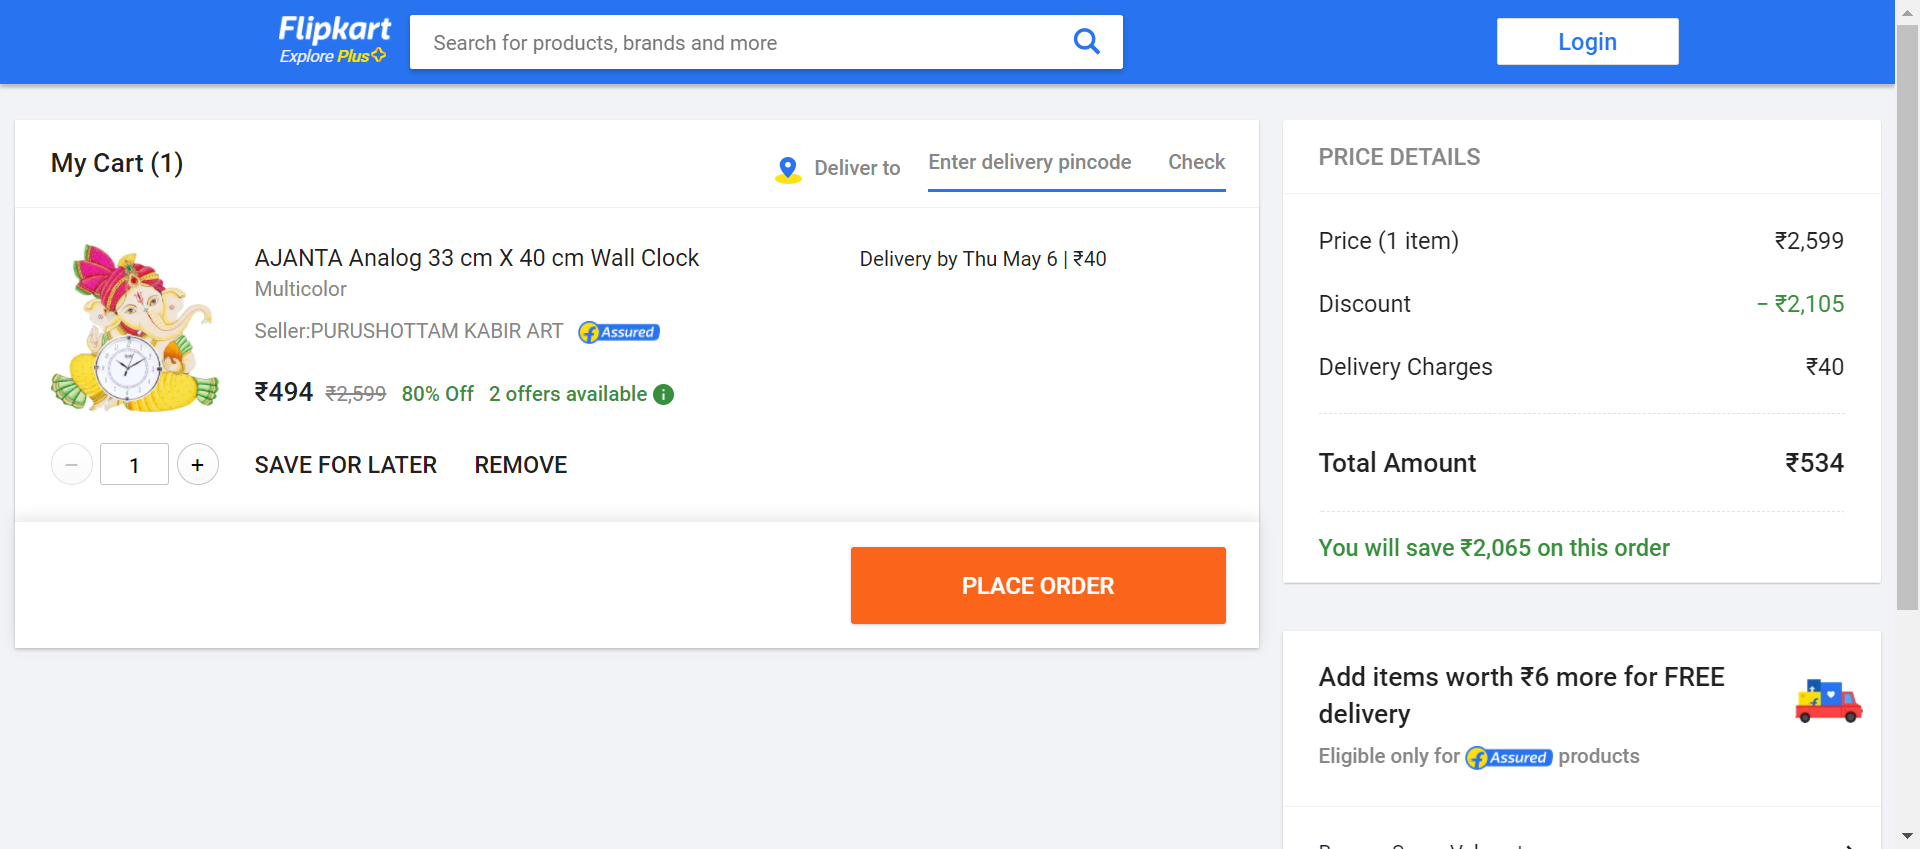 Flipkart
Explore Plus
Search for products, brands and more
Login
My Cart (1)
Deliver to
Enter delivery pincode
Check
AJANTA Analog 33 cm X 40 cm Wall Clock
Multicolor
Seller:PURUSHOTTAM KABIR ART
Assured
₹494 ₹2,599 80% Off 2 offers available
Delivery by Thu May 6 | ₹40
− 1 +
SAVE FOR LATER
REMOVE
PLACE ORDER
PRICE DETAILS
Price (1 item) ₹2,599
Discount − ₹2,105
Delivery Charges ₹40
Total Amount ₹534
You will save ₹2,065 on this order
Add items worth ₹6 more for FREE
delivery
Eligible only for Assured products